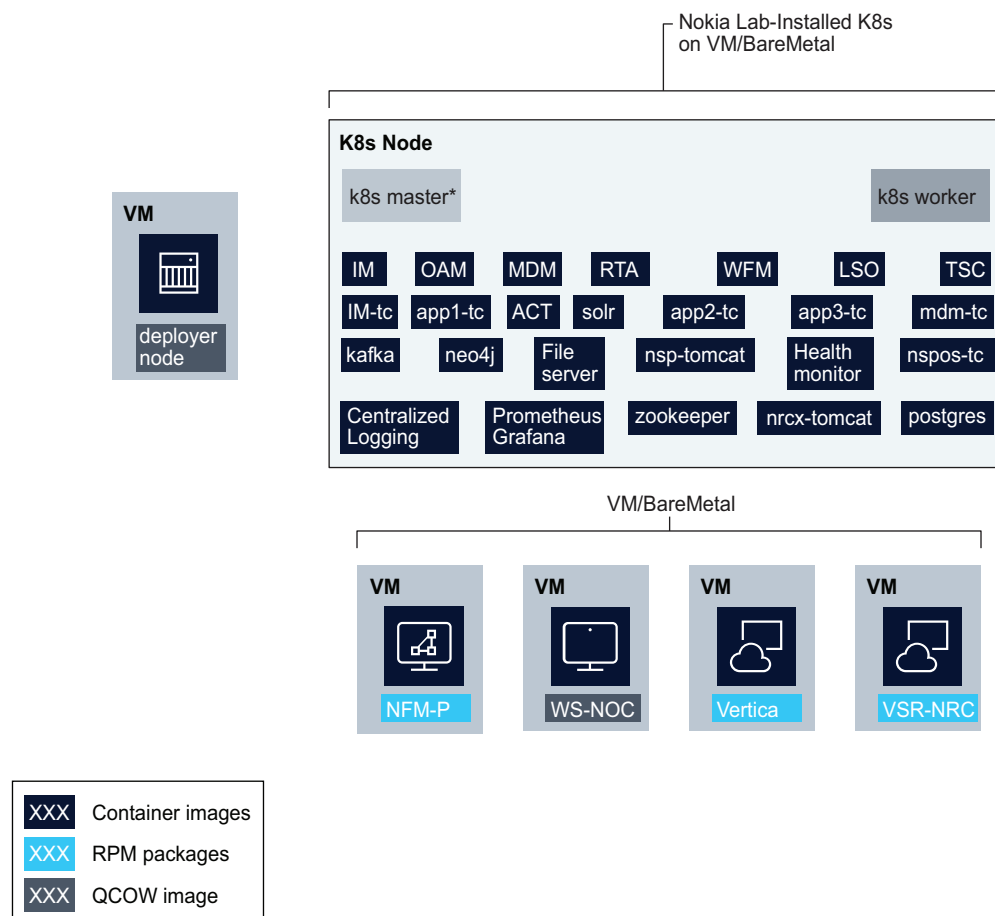 Nokia Lab-Installed K8s
on VM/BareMetal
K8s Node
k8s master*
k8s worker
VM
deployer
node
IM OAM MDM RTA WFM LSO TSC
IM-tc app1-tc ACT solr app2-tc app3-tc mdm-tc
kafka neo4j File
server nsp-tomcat Health
monitor nspos-tc
Centralized
Logging Prometheus
Grafana zookeeper nrcx-tomcat postgres
VM/BareMetal
VM
NFM-P
VM
WS-NOC
VM
Vertica
VM
VSR-NRC
XXX Container images
XXX RPM packages
XXX QCOW image